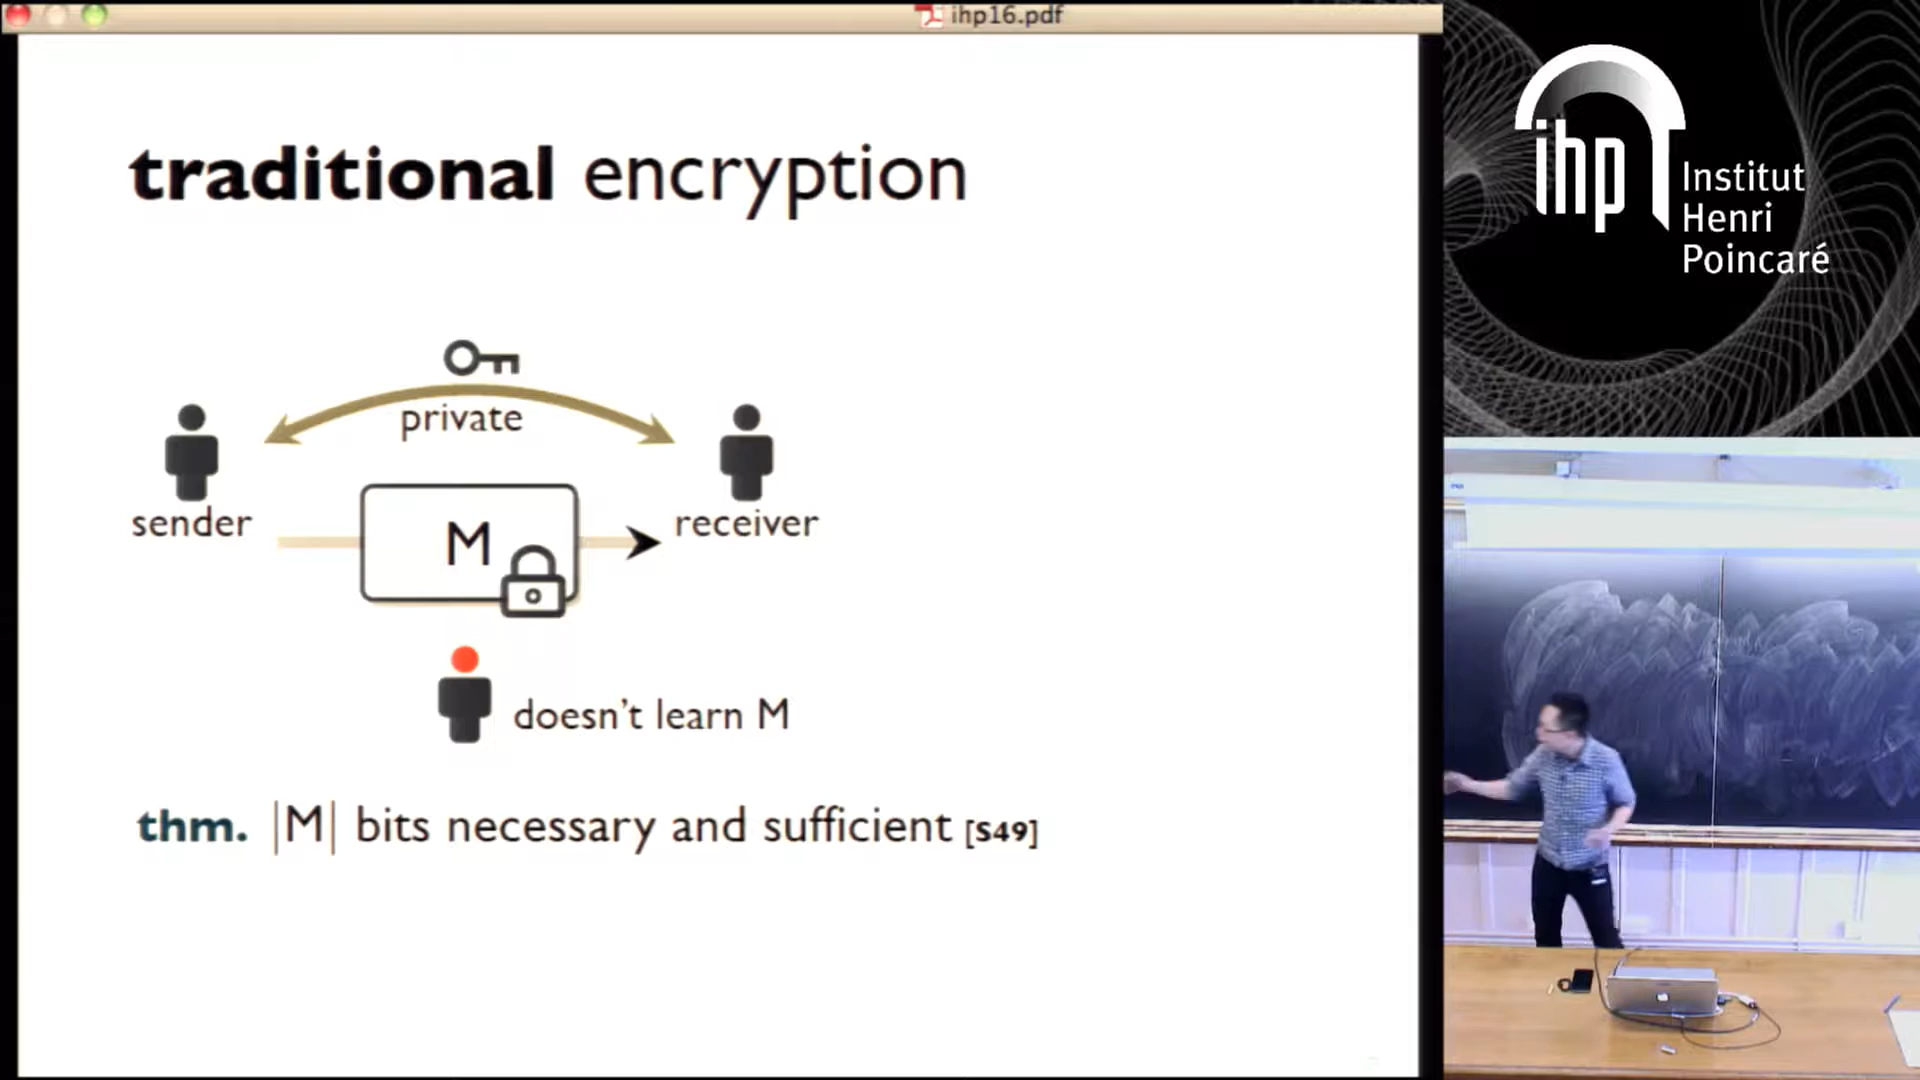 ihp16.pdf
traditional encryption
private
sender
M
receiver
doesn't learn M
thm. |M| bits necessary and sufficient [S49]
ihp
Institut
Henri
Poincaré